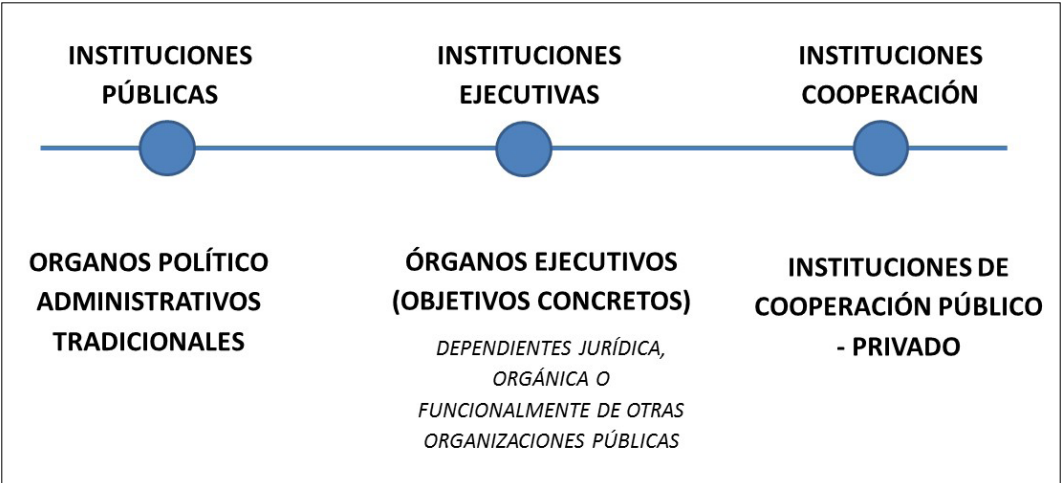 INSTITUCIONES
PÚBLICAS
INSTITUCIONES
EJECUTIVAS
INSTITUCIONES
COOPERACIÓN
ORGANOS POLÍTICO
ADMINISTRATIVOS
TRADICIONALES
ÓRGANOS EJECUTIVOS
(OBJETIVOS CONCRETOS)
DEPENDIENTES JURÍDICA,
ORGÁNICA O
FUNCIONALMENTE DE OTRAS
ORGANIZACIONES PÚBLICAS
INSTITUCIONES DE
COOPERACIÓN PÚBLICO
- PRIVADO